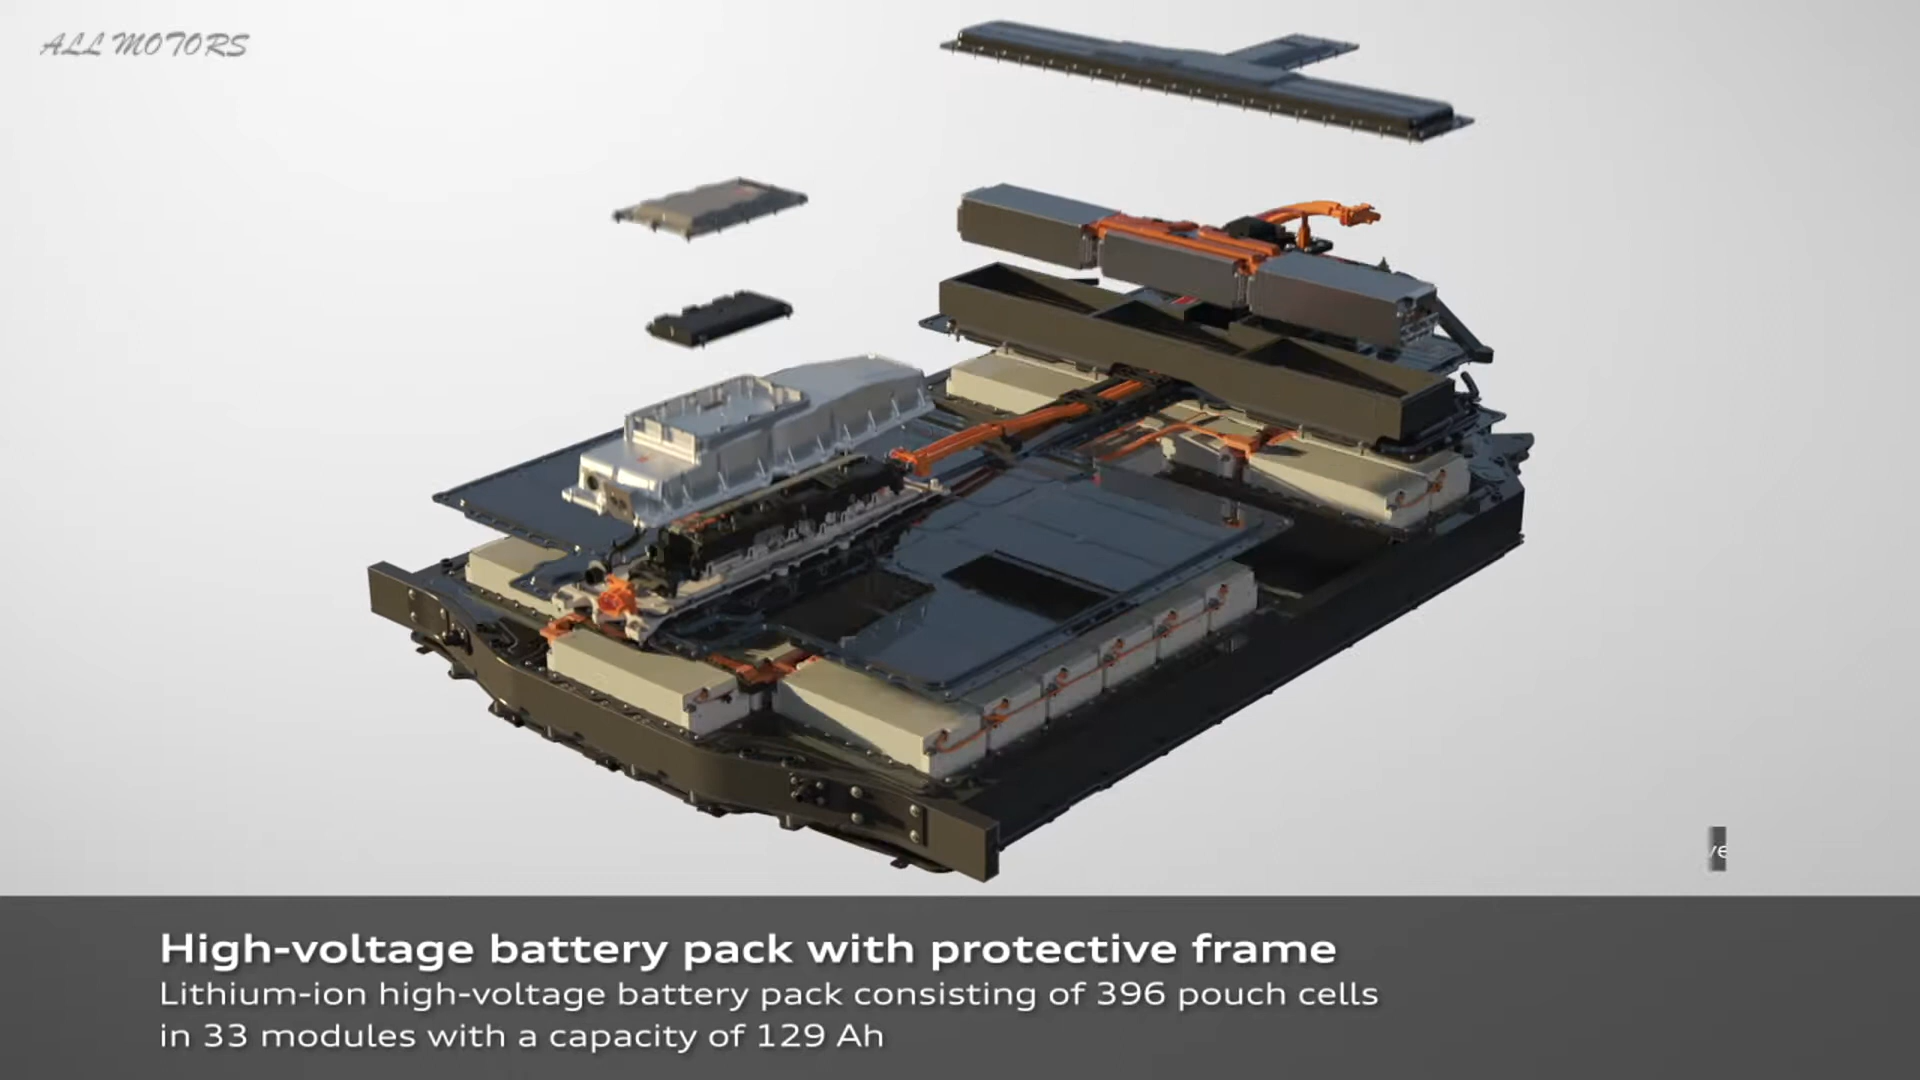 ALL MOTORS
High-voltage battery pack with protective frame
Lithium-ion high-voltage battery pack consisting of 396 pouch cells
in 33 modules with a capacity of 129 Ah